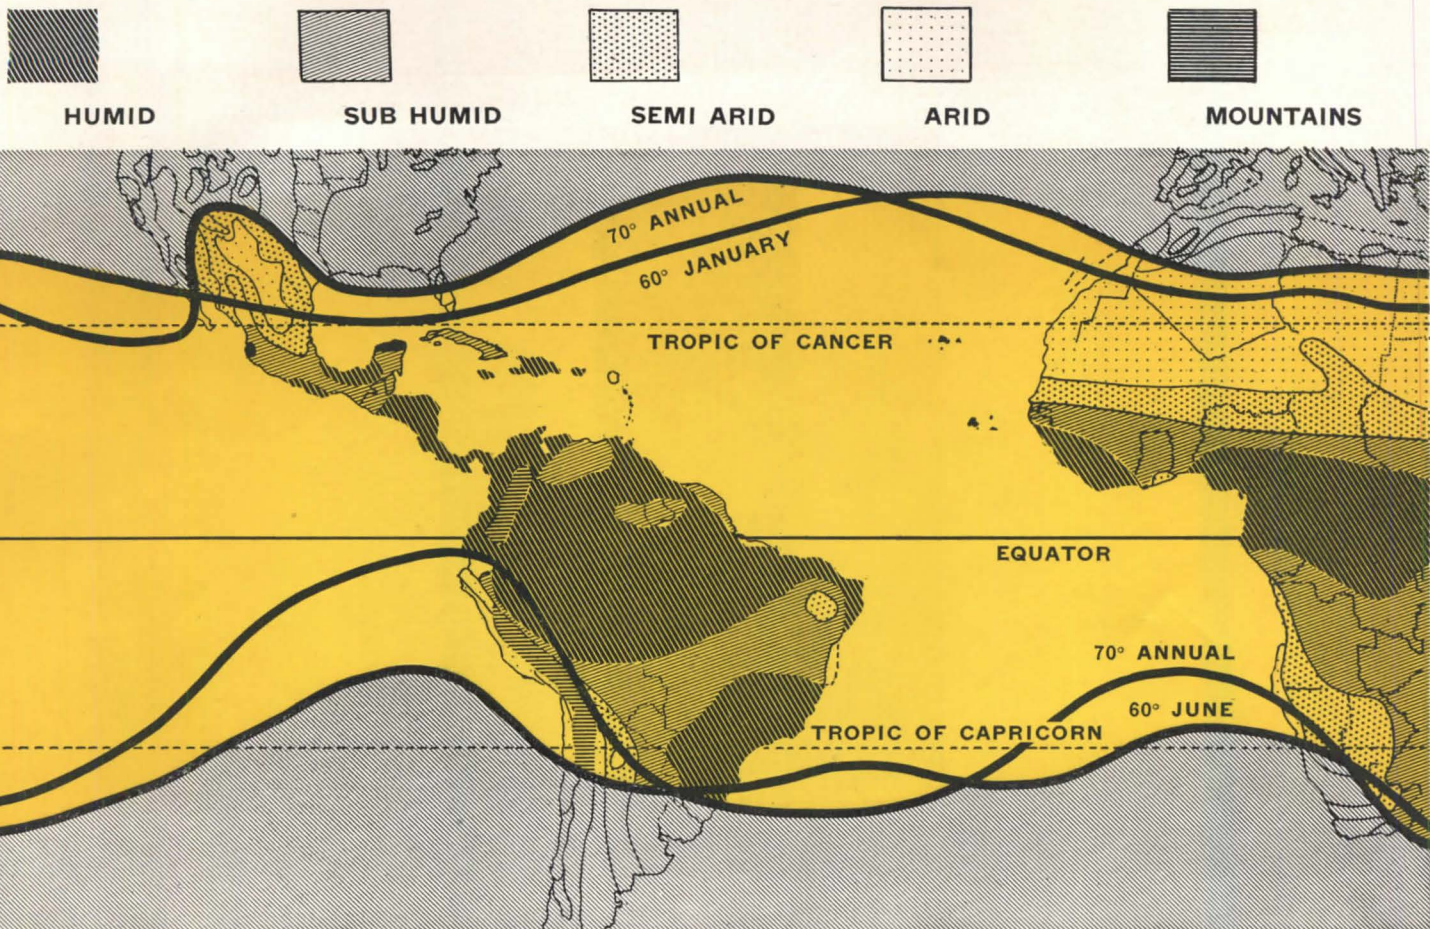 HUMID
SUB HUMID
SEMI ARID
ARID
MOUNTAINS
70° ANNUAL
60° JANUARY
TROPIC OF CANCER
EQUATOR
70° ANNUAL
60° JUNE
TROPIC OF CAPRICORN